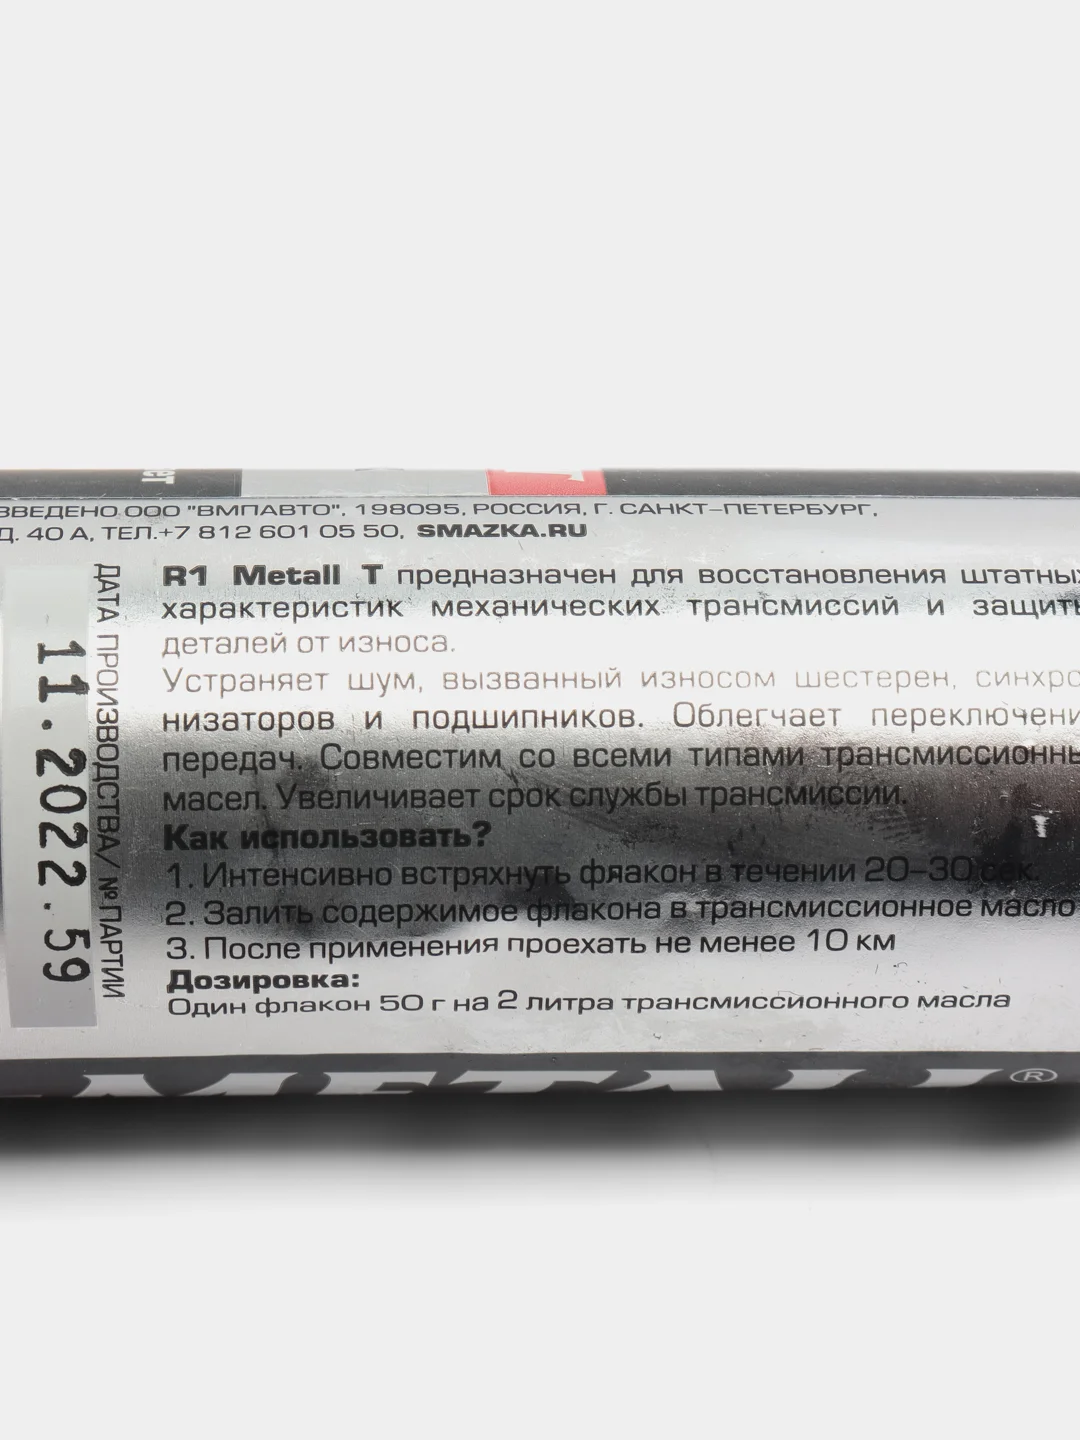 ООО "ВМПАВТО", 198095, РОССИЯ, Г. САНКТ-ПЕТЕРБУРГ,
Д. 40 А, ТЕЛ.+7 812 601 05 50, SMAZKA.RU
ДАТА ПРОИЗВОДСТВА/ №ПАРТИИ
11.2022.59
R1 Metall T предназначен для восстановления штатных
характеристик механических трансмиссий и защиты
деталей от износа.
Устраняет шум, вызванный износом шестерен, синхро-
низаторов и подшипников. Облегчает переключени
передач. Совместим со всеми типами трансмиссионны
масел. Увеличивает срок службы трансмиссии.
Как использовать?
1. Интенсивно встряхнуть флакон в течении 20-30 сек.
2. Залить содержимое флакона в трансмиссионное масло
3. После применения проехать не менее 10 км
Дозировка:
Один флакон 50 г на 2 литра трансмиссионного масла
METALL®